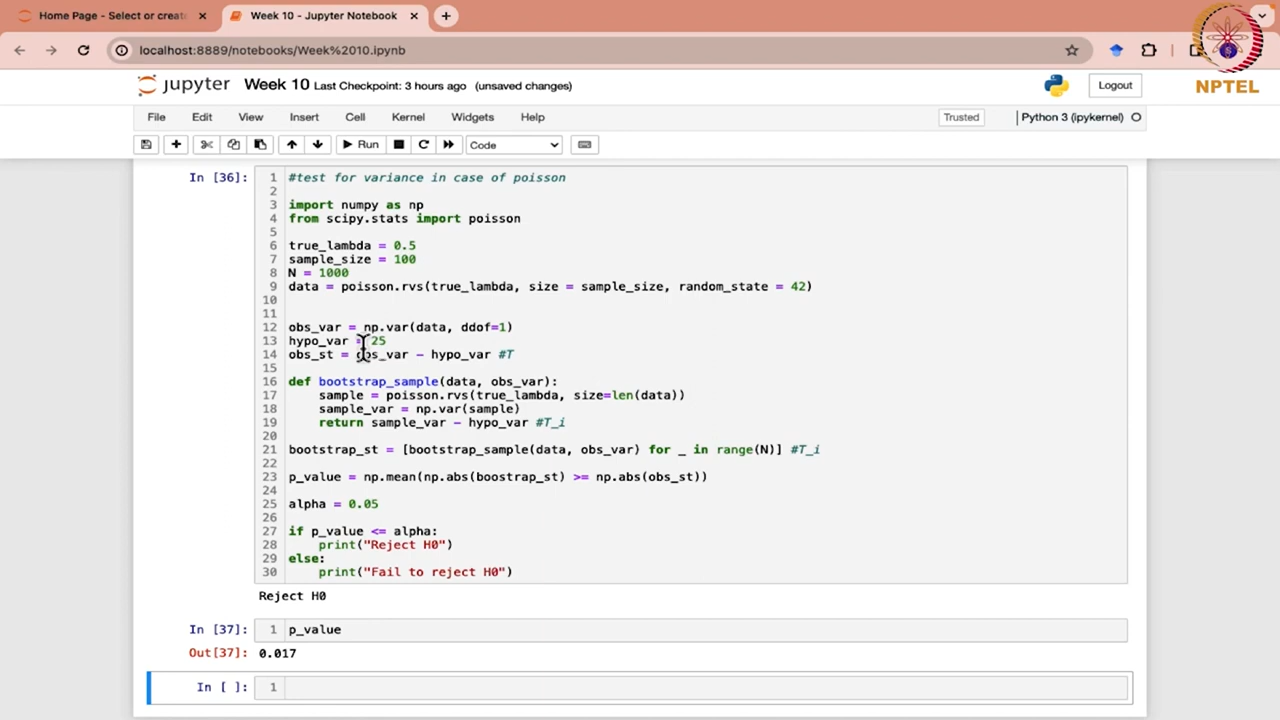 Home Page - Select or create
Week 10 - Jupyter Notebook
localhost:8889/notebooks/Week%2010.ipynb
NPTEL
jupyter Week 10 Last Checkpoint: 3 hours ago (unsaved changes)
Logout
File Edit View Insert Cell Kernel Widgets Help
Trusted
Python 3 (ipykernel)
Run
Code
In [36]:
1 #test for variance in case of poisson
2
3 import numpy as np
4 from scipy.stats import poisson
5
6 true_lambda = 0.5
7 sample_size = 100
8 N = 1000
9 data = poisson.rvs(true_lambda, size = sample_size, random_state = 42)
10
11
12 obs_var = np.var(data, ddof=1)
13 hypo_var = 25
14 obs_st = obs_var - hypo_var #T
15
16 def bootstrap_sample(data, obs_var):
17 sample = poisson.rvs(true_lambda, size=len(data))
18 sample_var = np.var(sample)
19 return sample_var - hypo_var #T_i
20
21 bootstrap_st = [bootstrap_sample(data, obs_var) for _ in range(N)] #T_i
22
23 p_value = np.mean(np.abs(boostrap_st) >= np.abs(obs_st))
24
25 alpha = 0.05
26
27 if p_value <= alpha:
28 print("Reject H0")
29 else:
30 print("Fail to reject H0")
Reject H0
In [37]:
1 p_value
Out[37]: 0.017
In [ ]:
1